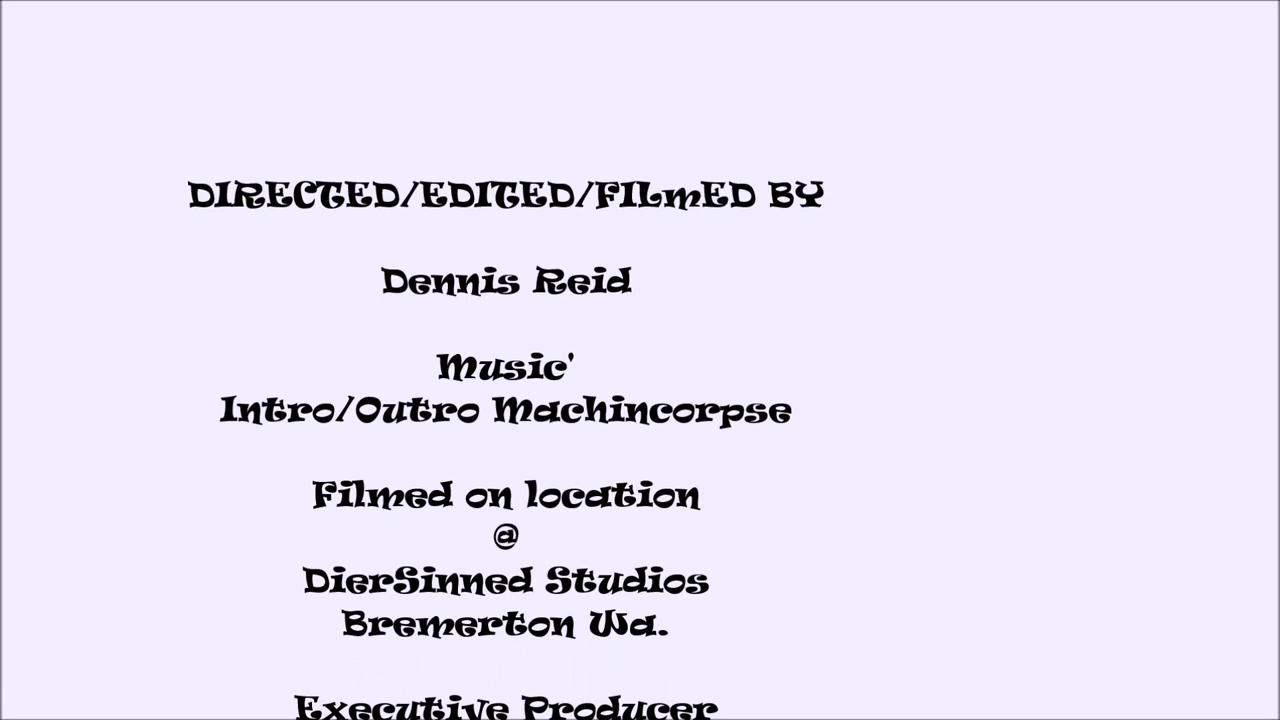 DIRECTED/EDITED/FILmED BY
Dennis Reid
Music'
Intro/Outro Machincorpse
Filmed on location
@
DierSinned Studios
Bremerton Wa.
Executive Producer